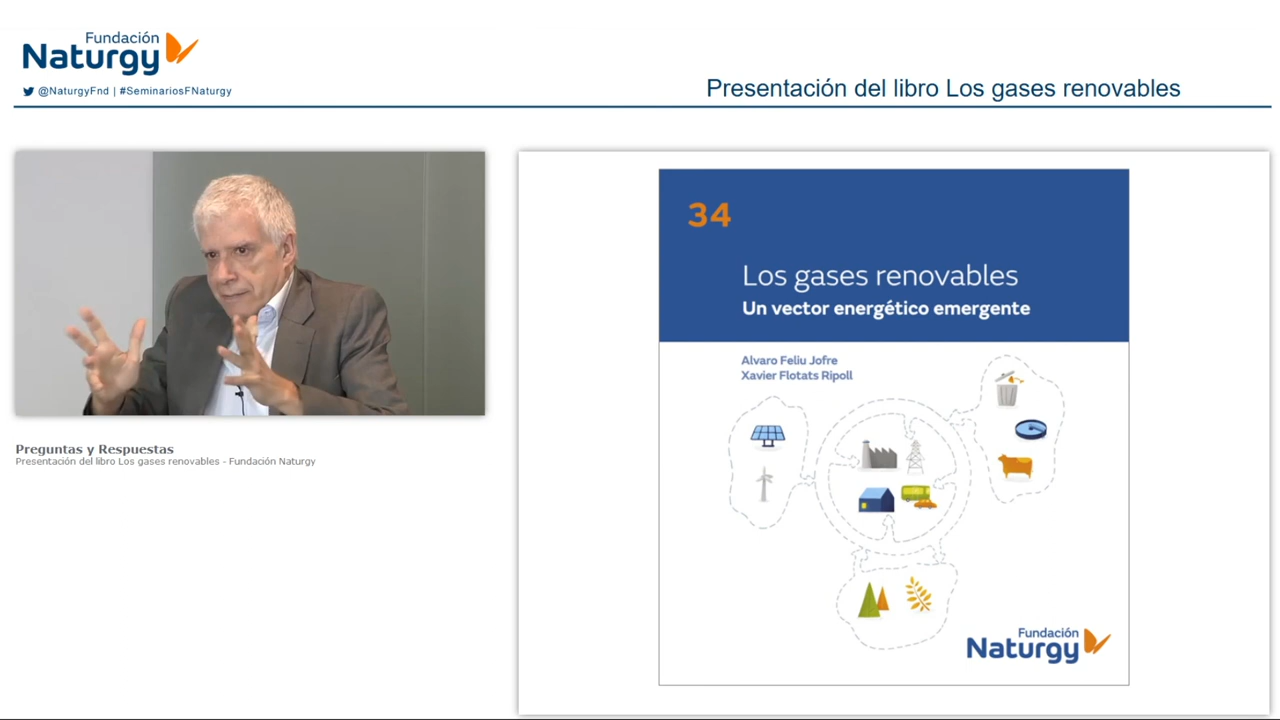 Fundación
Naturgy
@NaturgyFnd | #SeminariosFNaturgy
Presentación del libro Los gases renovables
Preguntas y Respuestas
Presentación del libro Los gases renovables - Fundación Naturgy
34
Los gases renovables
Un vector energético emergente
Alvaro Feliu Jofre
Xavier Flotats Ripoll
Fundación
Naturgy